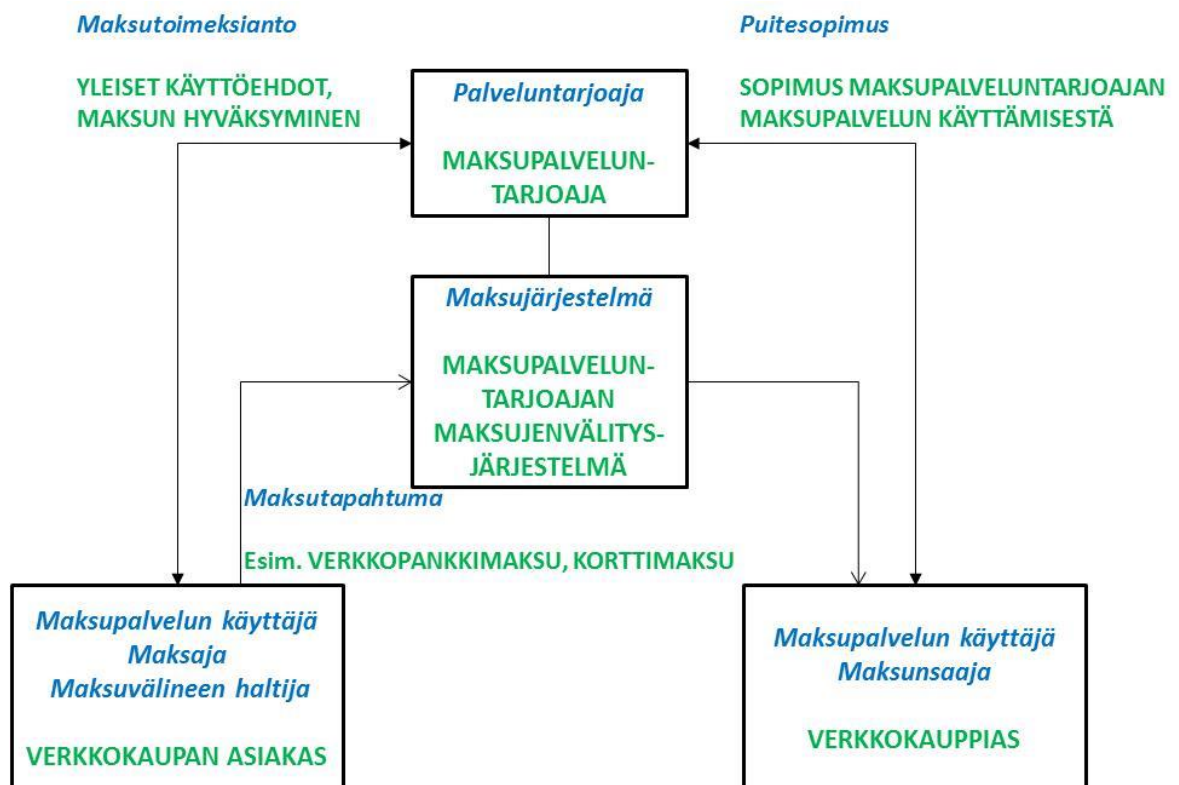 Maksutoimeksianto
YLEISET KÄYTTÖEHDOT,
MAKSUN HYVÄKSYMINEN
Puitesopimus
SOPIMUS MAKSUPALVELUNTARJOAJAN
MAKSUPALVELUN KÄYTTÄMISESTÄ
Palveluntarjoaja
MAKSUPALVELUN-
TARJOAJA
Maksujärjestelmä
MAKSUPALVELUN-
TARJOAJAN
MAKSUJENVÄLITYS-
JÄRJESTELMÄ
Maksutapahtuma
Esim. VERKKOPANKKIMAKSU, KORTTIMAKSU
Maksupalvelun käyttäjä
Maksaja
Maksuvälineen haltija
VERKKOKAUPAN ASIAKAS
Maksupalvelun käyttäjä
Maksunsaaja
VERKKOKAUPPIAS